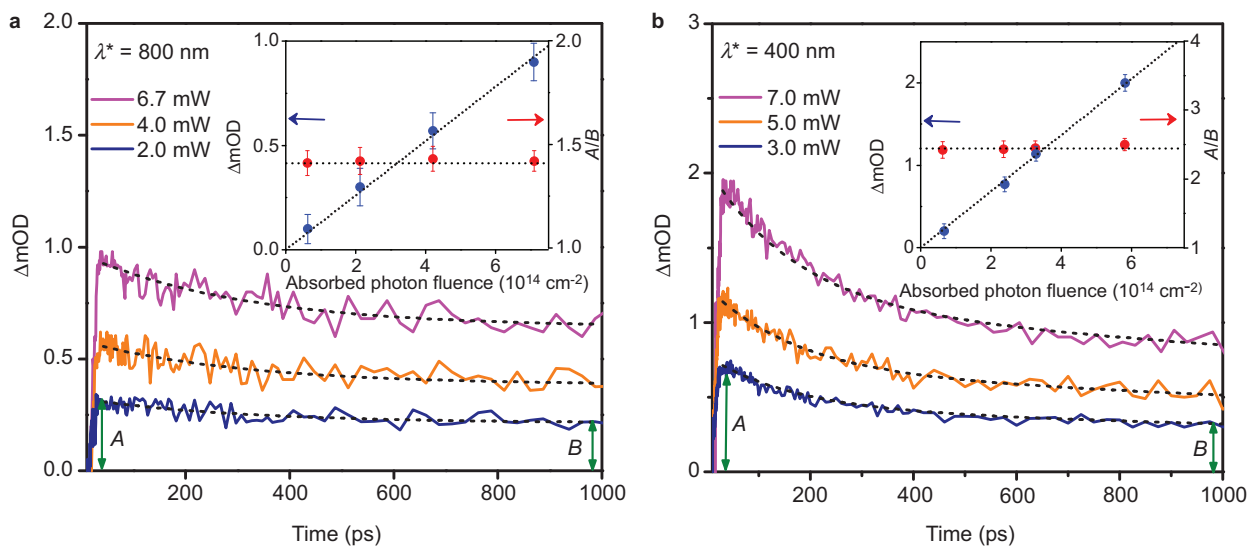 a
λ* = 800 nm
6.7 mW
4.0 mW
2.0 mW
ΔmOD
2.0
1.5
1.0
0.5
0.0
200
400
600
800
1000
Time (ps)
A
B
ΔmOD
1.0
0.5
0.0
A/B
2.0
1.5
1.0
0
2
4
6
Absorbed photon fluence (10¹⁴ cm⁻²)
b
λ* = 400 nm
7.0 mW
5.0 mW
3.0 mW
ΔmOD
3
2
1
0
200
400
600
800
1000
Time (ps)
A
B
ΔmOD
2
1
0
A/B
4
3
2
1
0
2
4
6
8
Absorbed photon fluence (10¹⁴ cm⁻²)